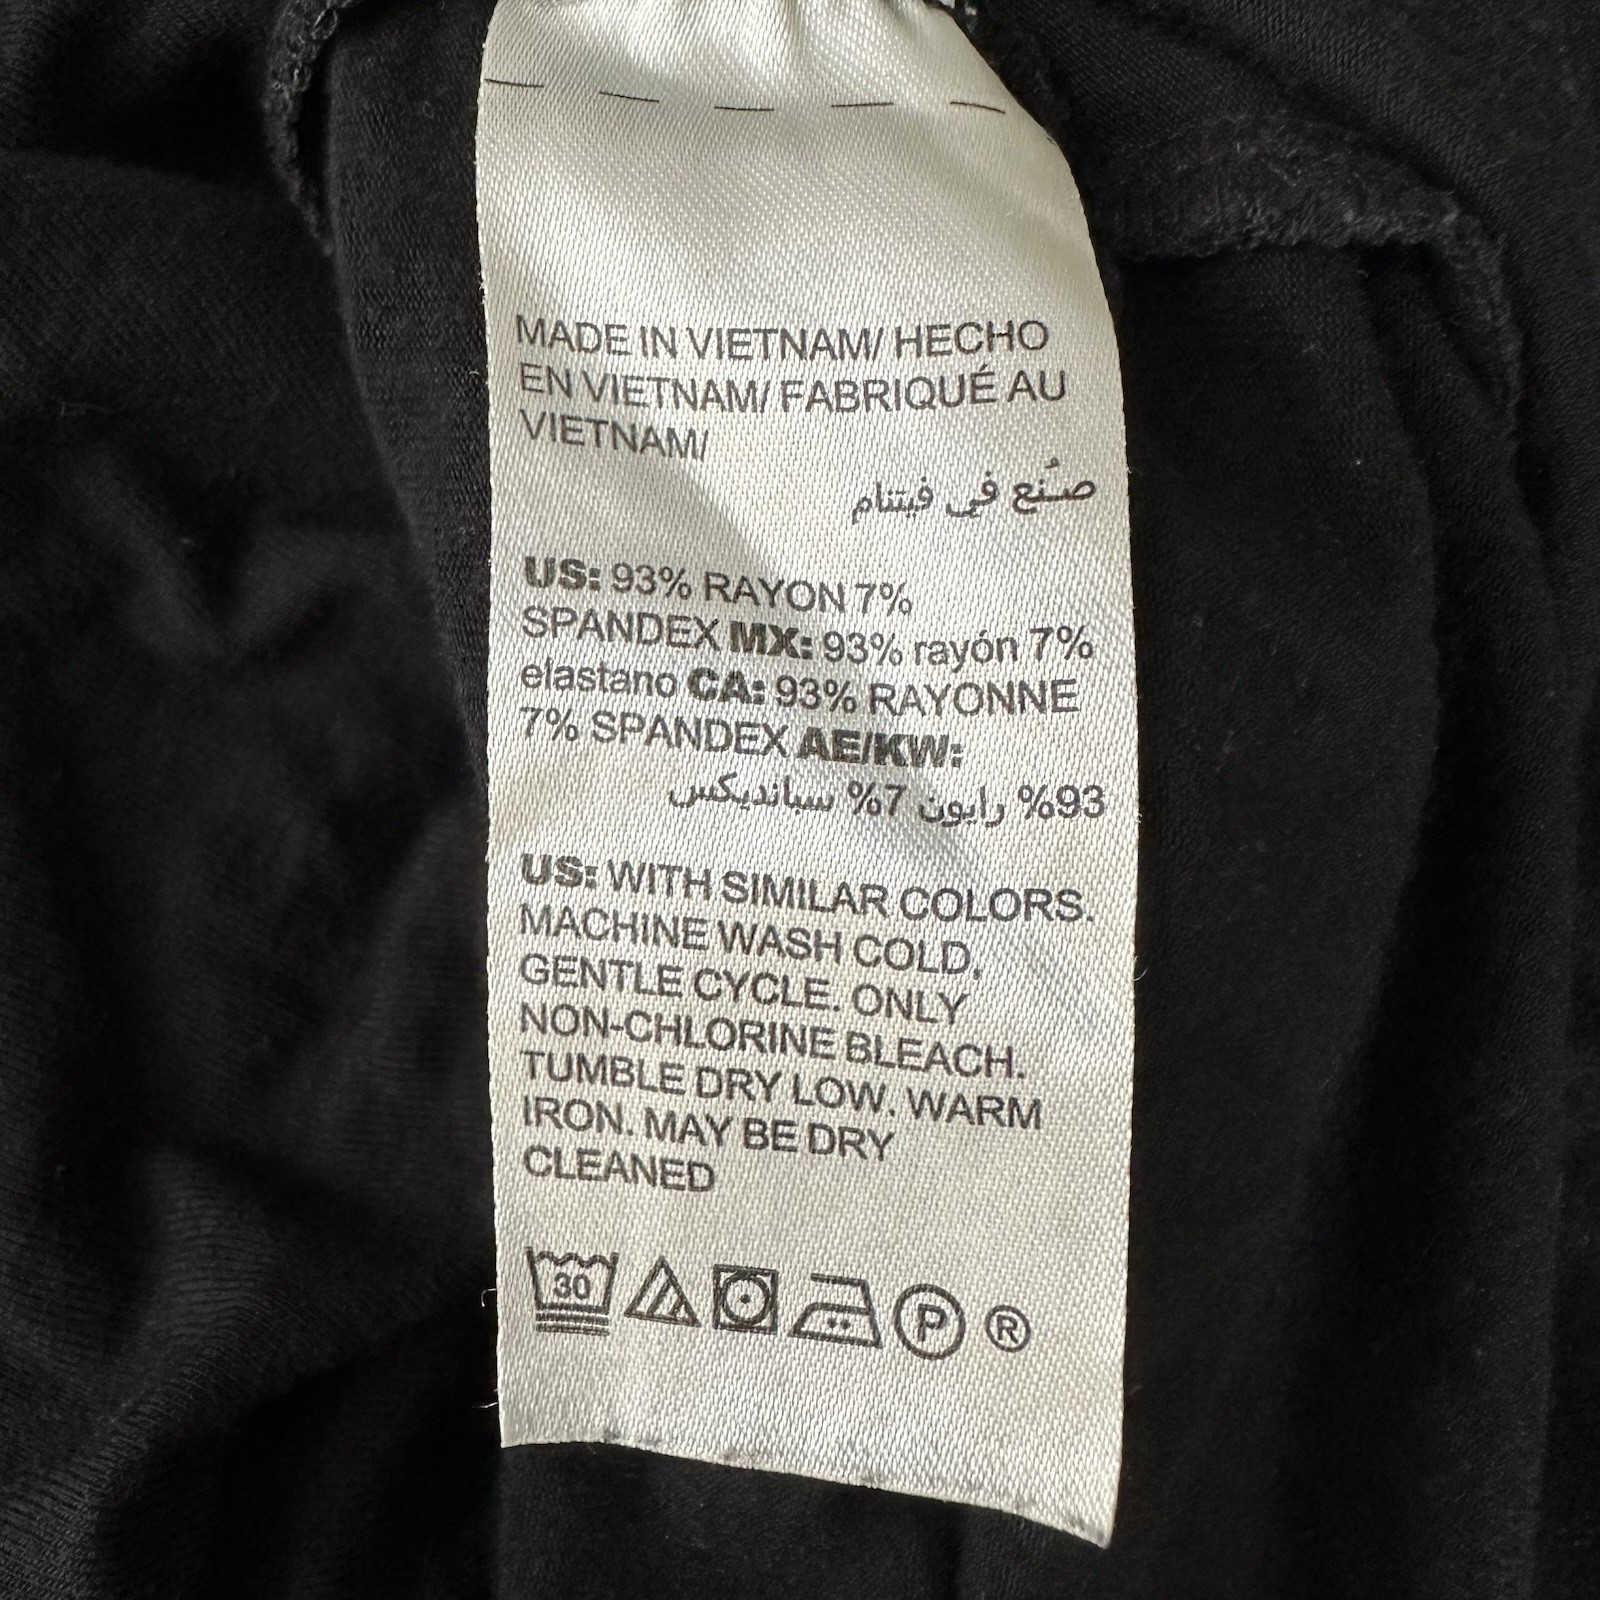 MADE IN VIETNAM/ HECHO
EN VIETNAM/ FABRIQUÉ AU
VIETNAM/
صُنع في فيتنام
US: 93% RAYON 7%
SPANDEX MX: 93% rayón 7%
elastano CA: 93% RAYONNE
7% SPANDEX AE/KW:
93% رايون 7% سبانديكس
US: WITH SIMILAR COLORS.
MACHINE WASH COLD,
GENTLE CYCLE. ONLY
NON-CHLORINE BLEACH.
TUMBLE DRY LOW. WARM
IRON. MAY BE DRY
CLEANED
30 P ®